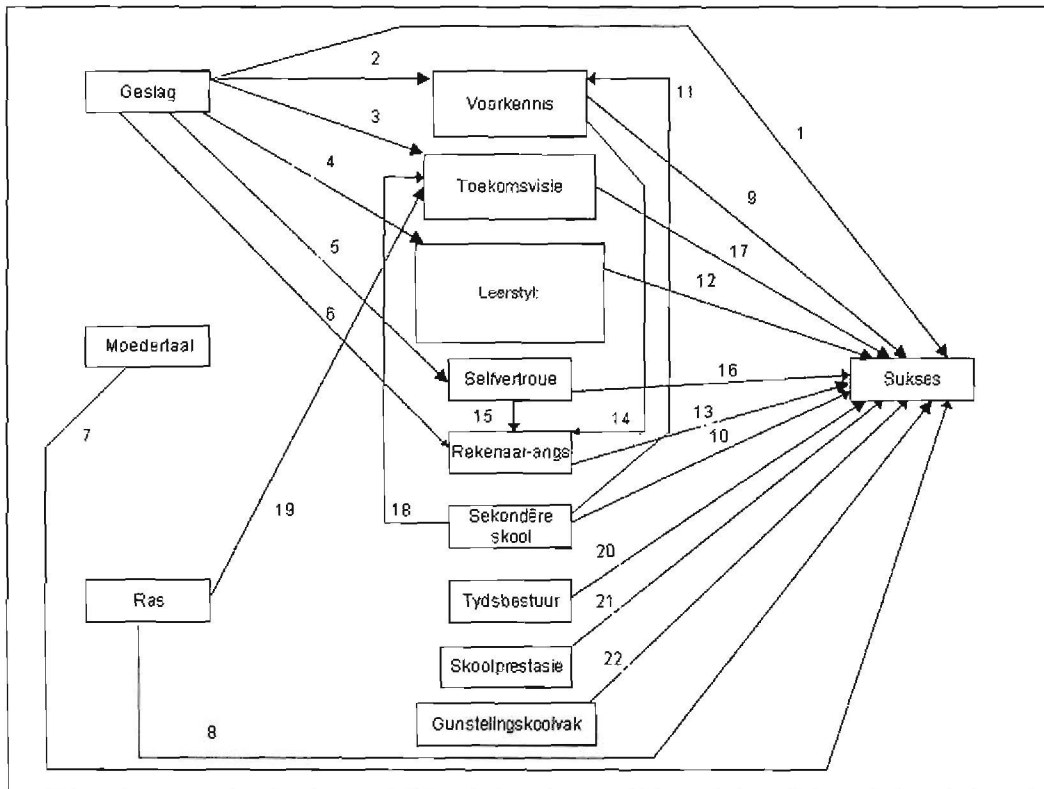 1
2
Geslag
Voorkennis
11
3
4
Toekomsvisie
9
5
17
12
Leerstyl
6
Moedertaal
Selfvertroue
16
Sukses
7
15
14
13
Rekenaar-angs
10
19
18
Sekondêre
skool
20
Ras
Tydsbestuur
21
Skoolprestasie
22
Gunstelingskoolvak
8